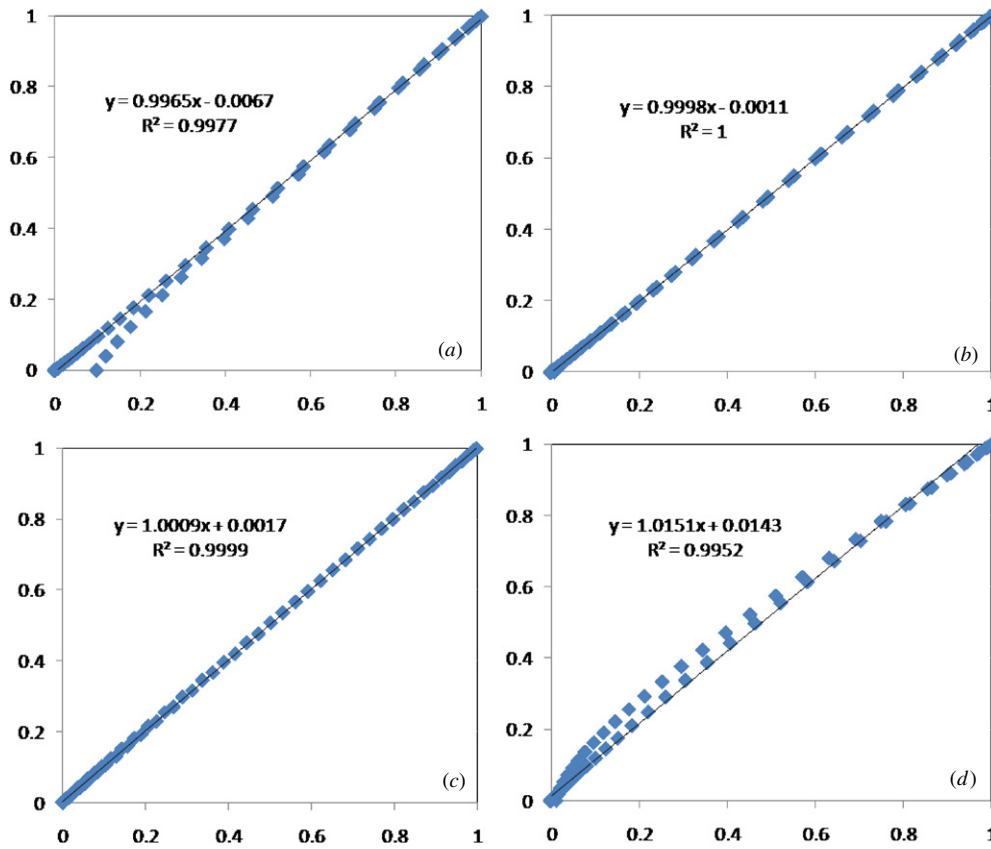 1
0.8
y = 0.9965x - 0.0067
R² = 0.9977
0.6
0.4
0.2
(a)
0
0 0.2 0.4 0.6 0.8 1
1
0.8
y = 0.9998x - 0.0011
R² = 1
0.6
0.4
0.2
(b)
0
0 0.2 0.4 0.6 0.8 1
1
0.8
y = 1.0009x + 0.0017
R² = 0.9999
0.6
0.4
0.2
(c)
0
0 0.2 0.4 0.6 0.8 1
1
0.8
y = 1.0151x + 0.0143
R² = 0.9952
0.6
0.4
0.2
(d)
0
0 0.2 0.4 0.6 0.8 1